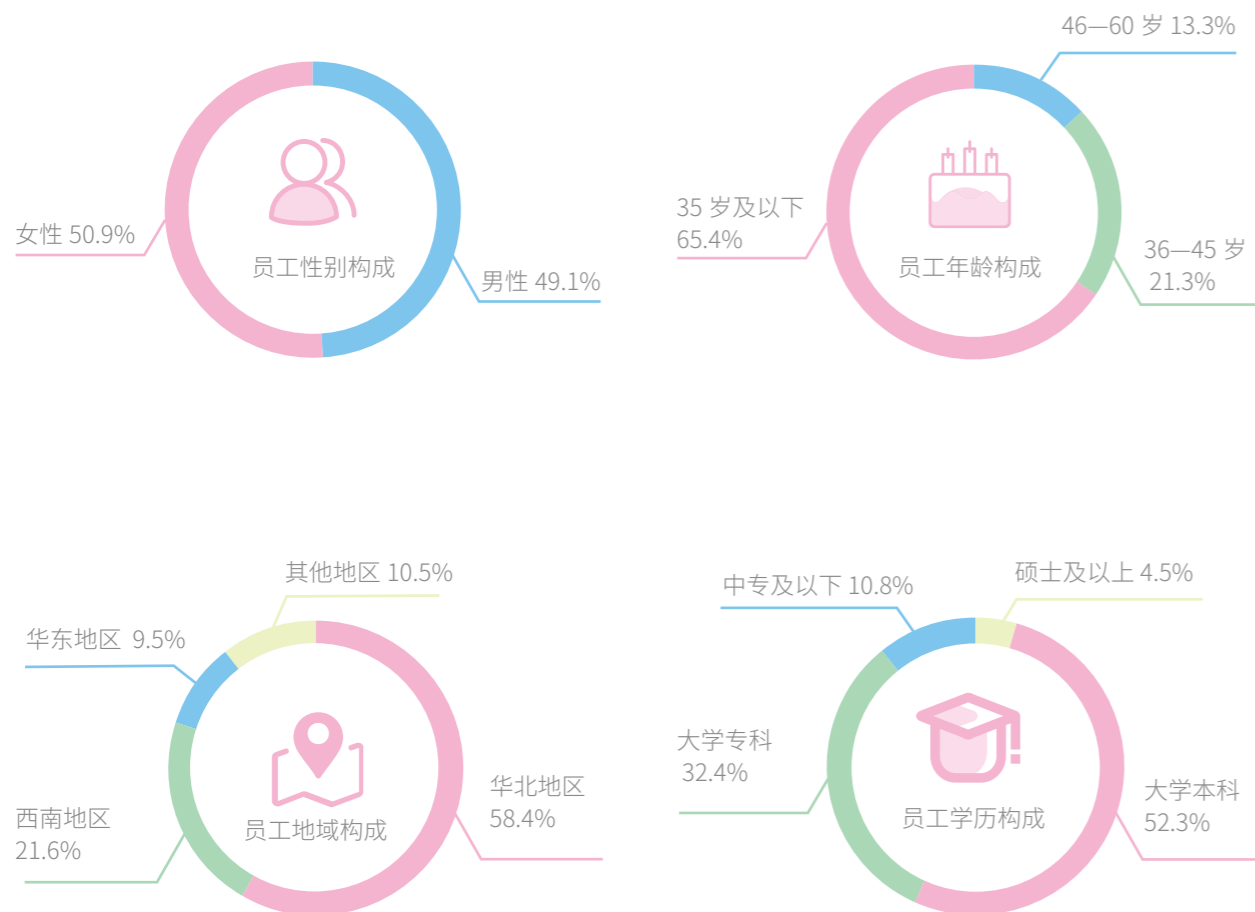 46—60 岁 13.3%
女性 50.9%
员工性别构成
男性 49.1%
35 岁及以下
65.4%
员工年龄构成
36—45 岁
21.3%
其他地区 10.5%
华东地区 9.5%
西南地区
21.6%
员工地域构成
华北地区
58.4%
中专及以下 10.8%
硕士及以上 4.5%
大学专科
32.4%
员工学历构成
大学本科
52.3%